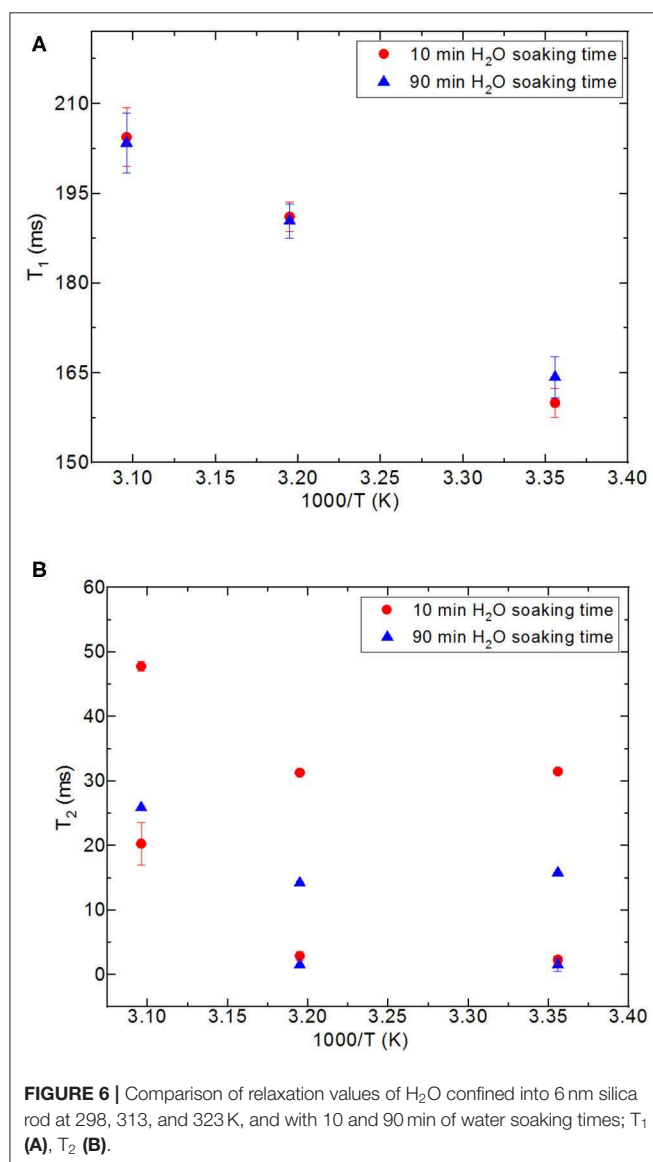 A
10 min H₂O soaking time
90 min H₂O soaking time
T₁ (ms)
210
195
180
165
150
3.10 3.15 3.20 3.25 3.30 3.35 3.40
1000/T (K)
B
10 min H₂O soaking time
90 min H₂O soaking time
T₂ (ms)
60
50
40
30
20
10
0
3.10 3.15 3.20 3.25 3.30 3.35 3.40
1000/T (K)
FIGURE 6 | Comparison of relaxation values of H₂O confined into 6 nm silica
rod at 298, 313, and 323 K, and with 10 and 90 min of water soaking times; T₁
(A), T₂ (B).